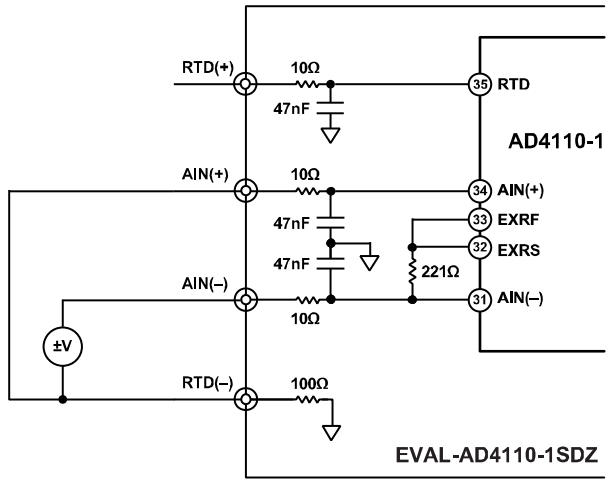 RTD(+)
10Ω
35 RTD
47nF
AD4110-1
AIN(+)
10Ω
34 AIN(+)
33 EXRF
47nF
32 EXRS
47nF
221Ω
AIN(–)
31 AIN(–)
10Ω
±V
RTD(–)
100Ω
EVAL-AD4110-1SDZ